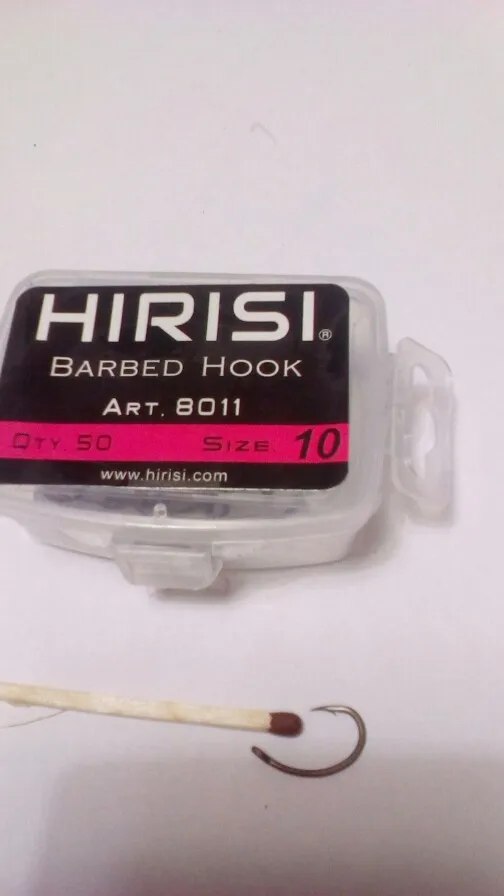 HIRISI®
BARBED HOOK
ART. 8011
QTY. 50 SIZE. 10
www.hirisi.com